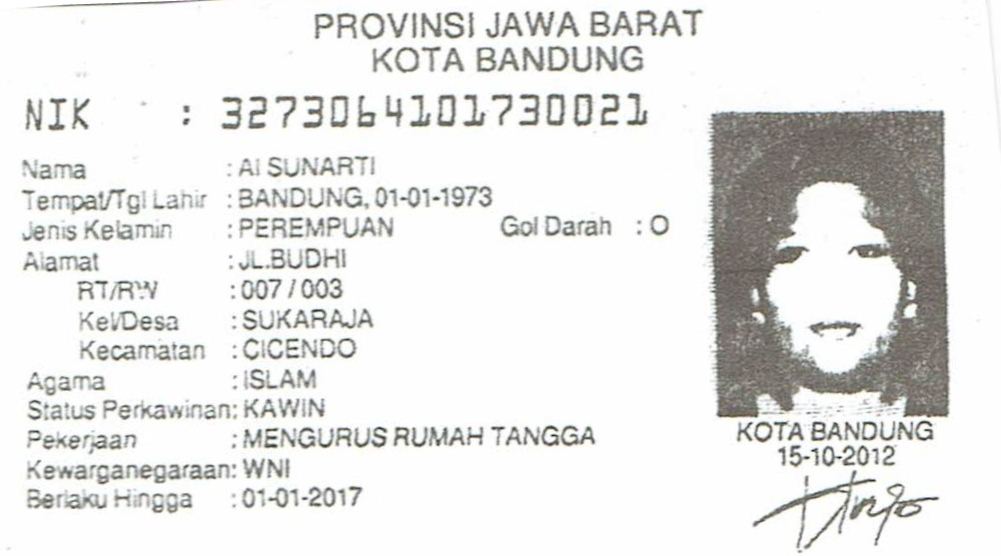 PROVINSI JAWA BARAT
KOTA BANDUNG
NIK : 3273064101730021
Nama : AI SUNARTI
Tempat/Tgl Lahir : BANDUNG, 01-01-1973
Jenis Kelamin : PEREMPUAN Gol Darah : O
Alamat : JL.BUDHI
RT/RW : 007 / 003
Kel/Desa : SUKARAJA
Kecamatan : CICENDO
Agama : ISLAM
Status Perkawinan: KAWIN
Pekerjaan : MENGURUS RUMAH TANGGA
Kewarganegaraan: WNI
Berlaku Hingga : 01-01-2017
KOTA BANDUNG
15-10-2012